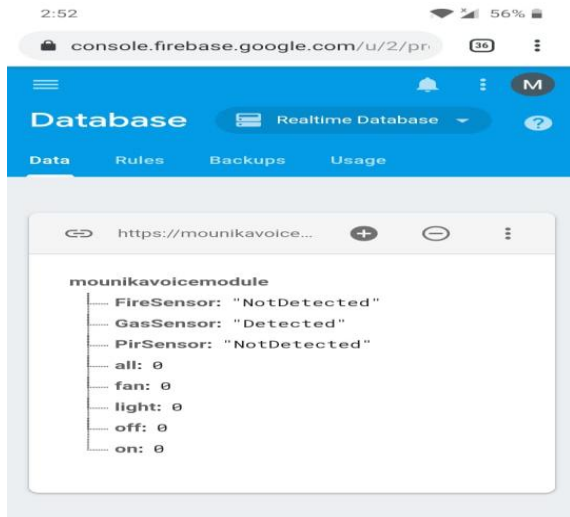 2:52 56%
console.firebase.google.com/u/2/pr 36
M
Database Realtime Database ?
Data Rules Backups Usage
https://mounikavoice...
mounikavoicemodule
FireSensor: "NotDetected"
GasSensor: "Detected"
PirSensor: "NotDetected"
all: 0
fan: 0
light: 0
off: 0
on: 0